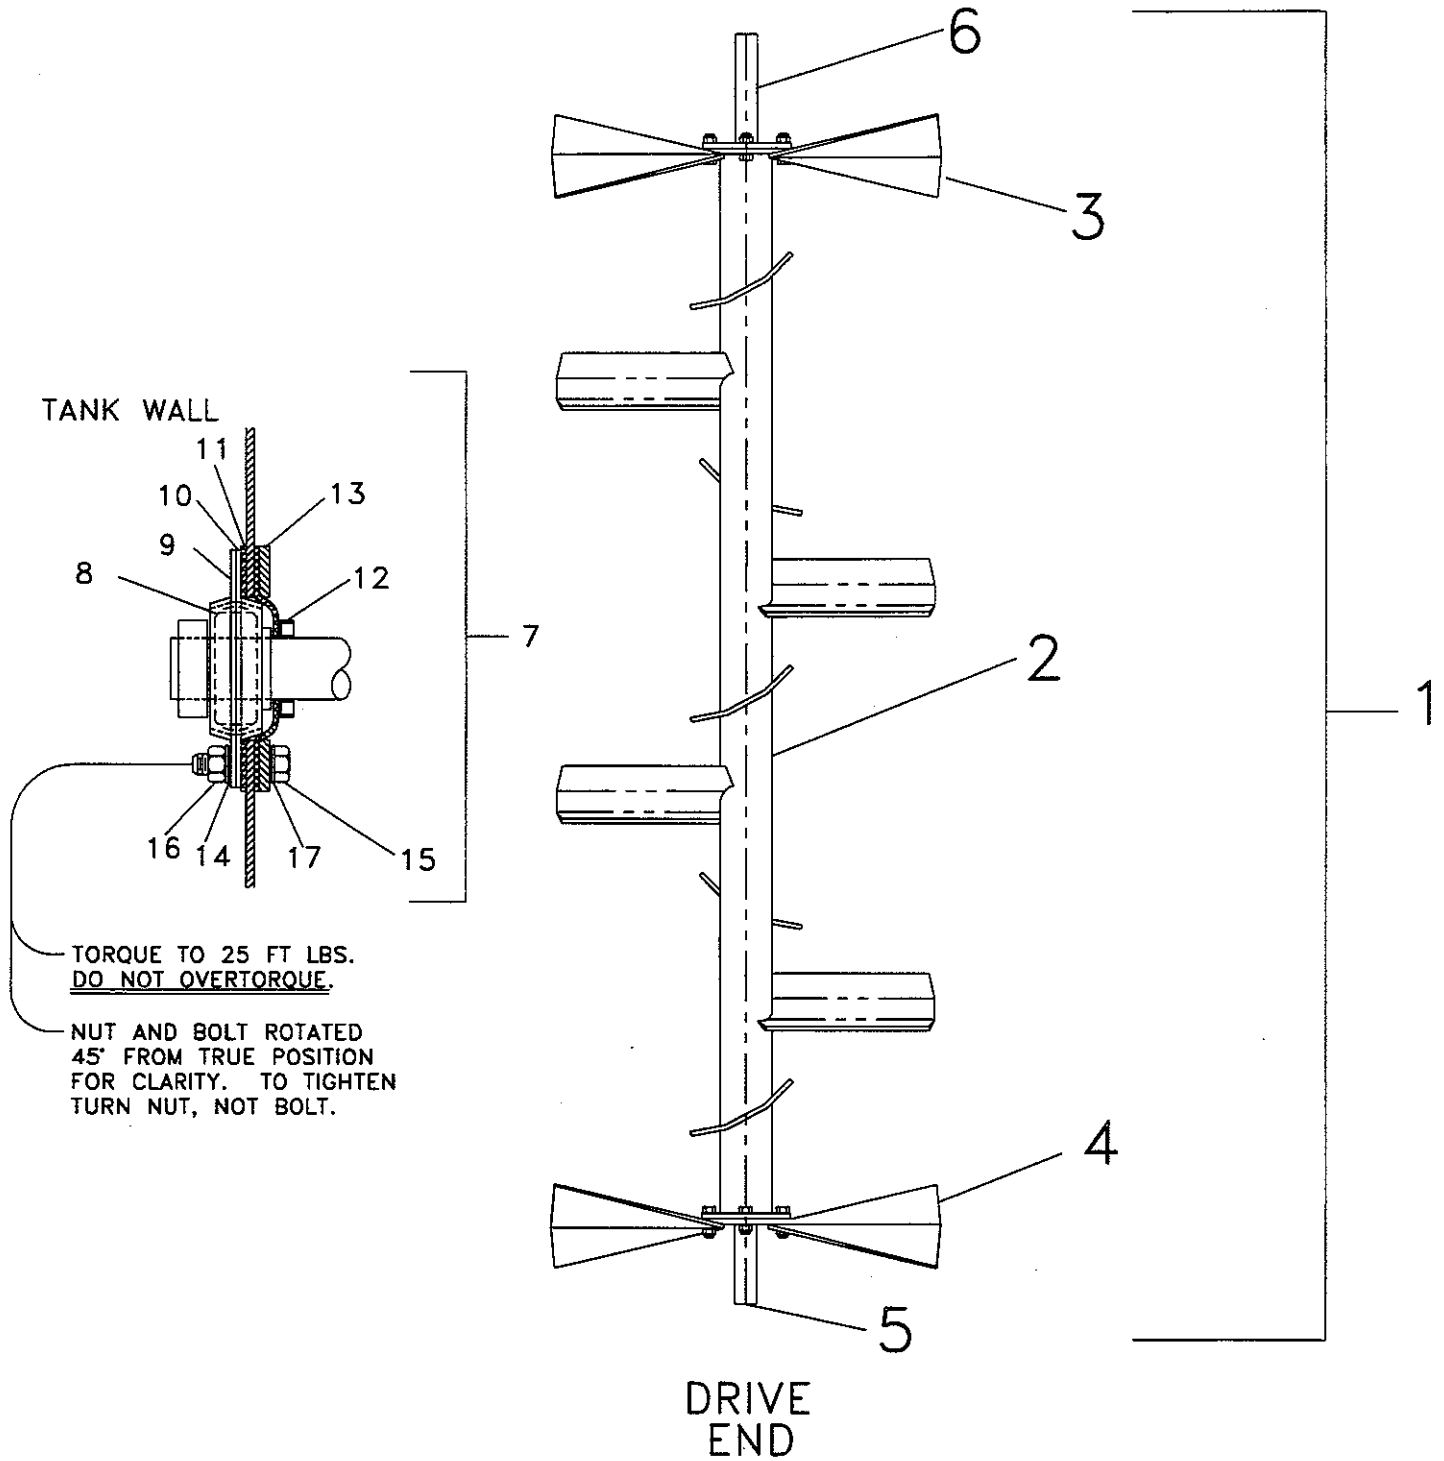 6
3
TANK WALL
11
10
13
9
8
12
7
2
1
16
14
17
15
TORQUE TO 25 FT LBS.
DO NOT OVERTORQUE.
NUT AND BOLT ROTATED
45° FROM TRUE POSITION
FOR CLARITY. TO TIGHTEN
TURN NUT, NOT BOLT.
4
5
DRIVE
END